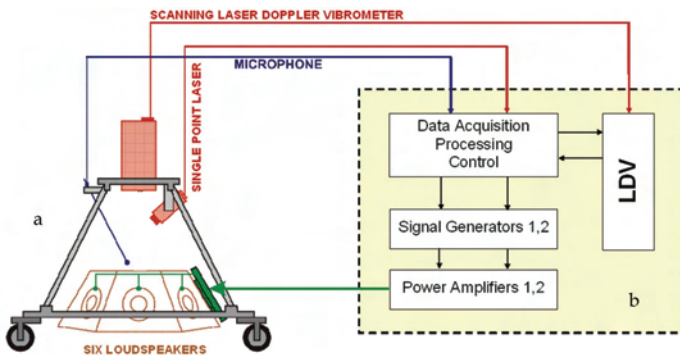 SCANNING LASER DOPPLER VIBROMETER
MICROPHONE
SINGLE POINT LASER
Data Acquisition
Processing
Control
LDV
a
Signal Generators 1,2
Power Amplifiers 1,2
b
SIX LOUDSPEAKERS